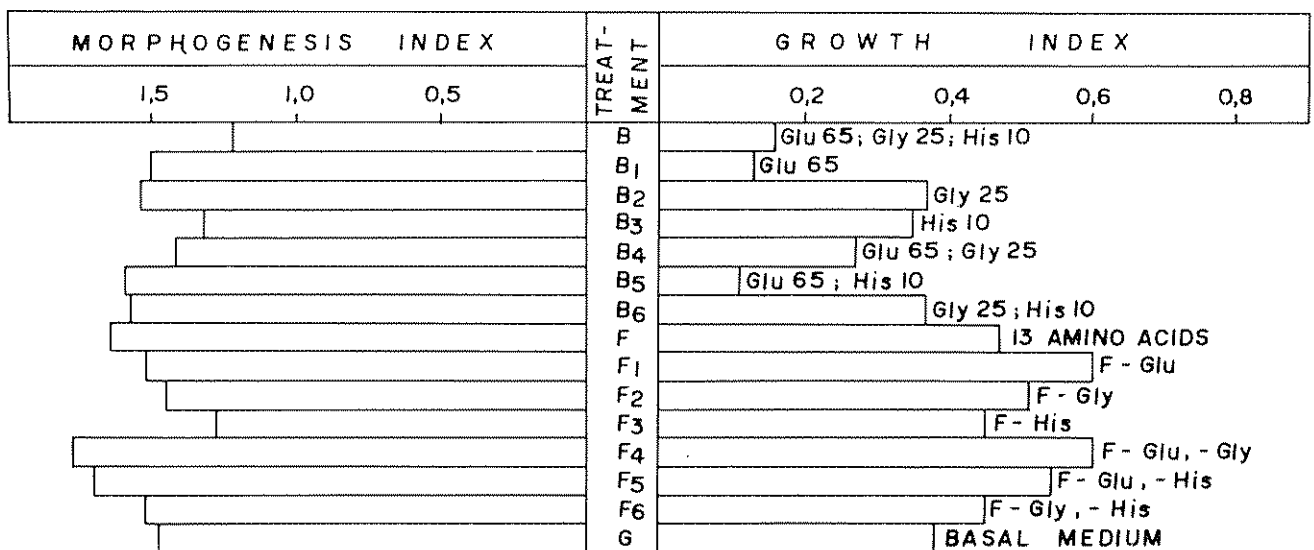 MORPHOGENESIS INDEX
TREAT-
MENT
GROWTH INDEX
1,5 1,0 0,5
0,2 0,4 0,6 0,8
B Glu 65; Gly 25; His 10
B1 Glu 65
B2 Gly 25
B3 His 10
B4 Glu 65; Gly 25
B5 Glu 65; His 10
B6 Gly 25; His 10
F 13 AMINO ACIDS
F1 F - Glu
F2 F - Gly
F3 F - His
F4 F - Glu, - Gly
F5 F - Glu, - His
F6 F - Gly, - His
G BASAL MEDIUM